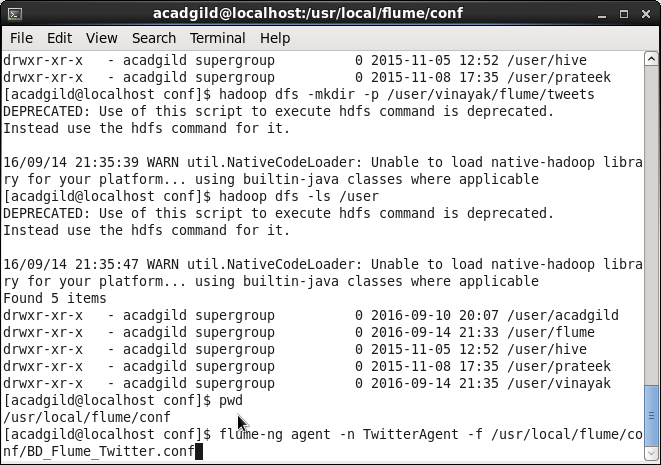 acadgild@localhost:/usr/local/flume/conf
File Edit View Search Terminal Help
drwxr-xr-x   - acadgild supergroup          0 2015-11-05 12:52 /user/hive
drwxr-xr-x   - acadgild supergroup          0 2015-11-08 17:35 /user/prateek
[acadgild@localhost conf]$ hadoop dfs -mkdir -p /user/vinayak/flume/tweets
DEPRECATED: Use of this script to execute hdfs command is deprecated.
Instead use the hdfs command for it.

16/09/14 21:35:39 WARN util.NativeCodeLoader: Unable to load native-hadoop libra
ry for your platform... using builtin-java classes where applicable
[acadgild@localhost conf]$ hadoop dfs -ls /user
DEPRECATED: Use of this script to execute hdfs command is deprecated.
Instead use the hdfs command for it.

16/09/14 21:35:47 WARN util.NativeCodeLoader: Unable to load native-hadoop libra
ry for your platform... using builtin-java classes where applicable
Found 5 items
drwxr-xr-x   - acadgild supergroup          0 2016-09-10 20:07 /user/acadgild
drwxr-xr-x   - acadgild supergroup          0 2016-09-14 21:33 /user/flume
drwxr-xr-x   - acadgild supergroup          0 2015-11-05 12:52 /user/hive
drwxr-xr-x   - acadgild supergroup          0 2015-11-08 17:35 /user/prateek
drwxr-xr-x   - acadgild supergroup          0 2016-09-14 21:35 /user/vinayak
[acadgild@localhost conf]$ pwd
/usr/local/flume/conf
[acadgild@localhost conf]$ flume-ng agent -n TwitterAgent -f /usr/local/flume/co
nf/BD_Flume_Twitter.conf